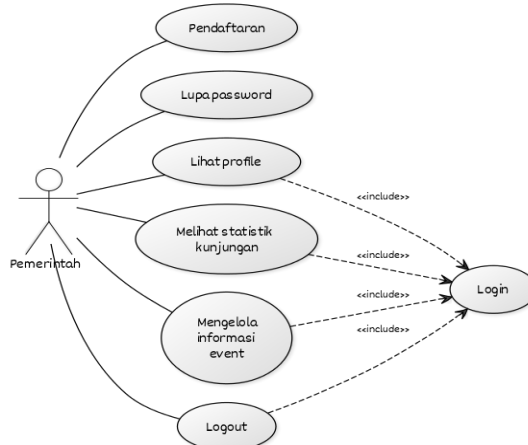 Pendaftaran
Lupa password
Lihat profile
<<include>>
Melihat statistik
kunjungan
<<include>>
Pemerintah
Login
<<include>>
Mengelola
informasi
event
<<include>>
Logout